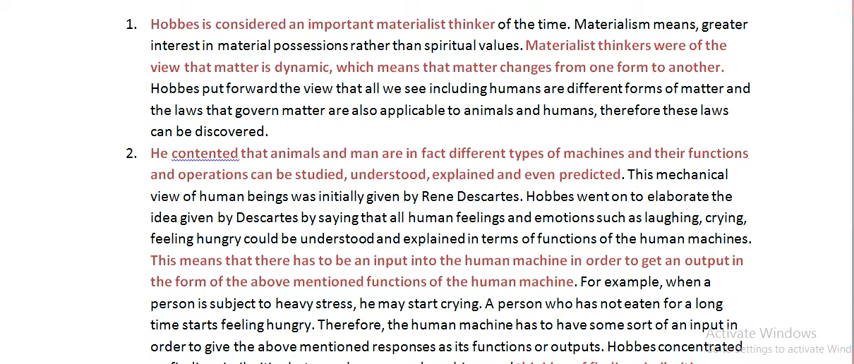 1. Hobbes is considered an important materialist thinker of the time. Materialism means, greater
interest in material possessions rather than spiritual values. Materialist thinkers were of the
view that matter is dynamic, which means that matter changes from one form to another.
Hobbes put forward the view that all we see including humans are different forms of matter and
the laws that govern matter are also applicable to animals and humans, therefore these laws
can be discovered.
2. He contented that animals and man are in fact different types of machines and their functions
and operations can be studied, understood, explained and even predicted. This mechanical
view of human beings was initially given by Rene Descartes. Hobbes went on to elaborate the
idea given by Descartes by saying that all human feelings and emotions such as laughing, crying,
feeling hungry could be understood and explained in terms of functions of the human machines.
This means that there has to be an input into the human machine in order to get an output in
the form of the above mentioned functions of the human machine. For example, when a
person is subject to heavy stress, he may start crying. A person who has not eaten for a long
time starts feeling hungry. Therefore, the human machine has to have some sort of an input in
order to give the above mentioned responses as its functions or outputs. Hobbes concentrated
Activate Windows
ettings to activate Wind